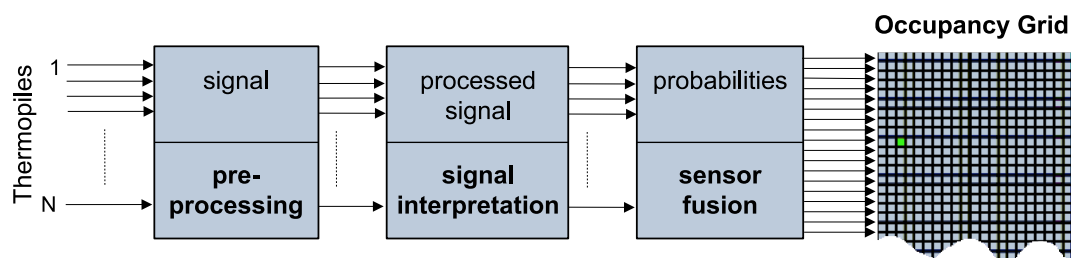 Occupancy Grid
Thermopiles
1
N
signal
pre-
processing
processed
signal
signal
interpretation
probabilities
sensor
fusion